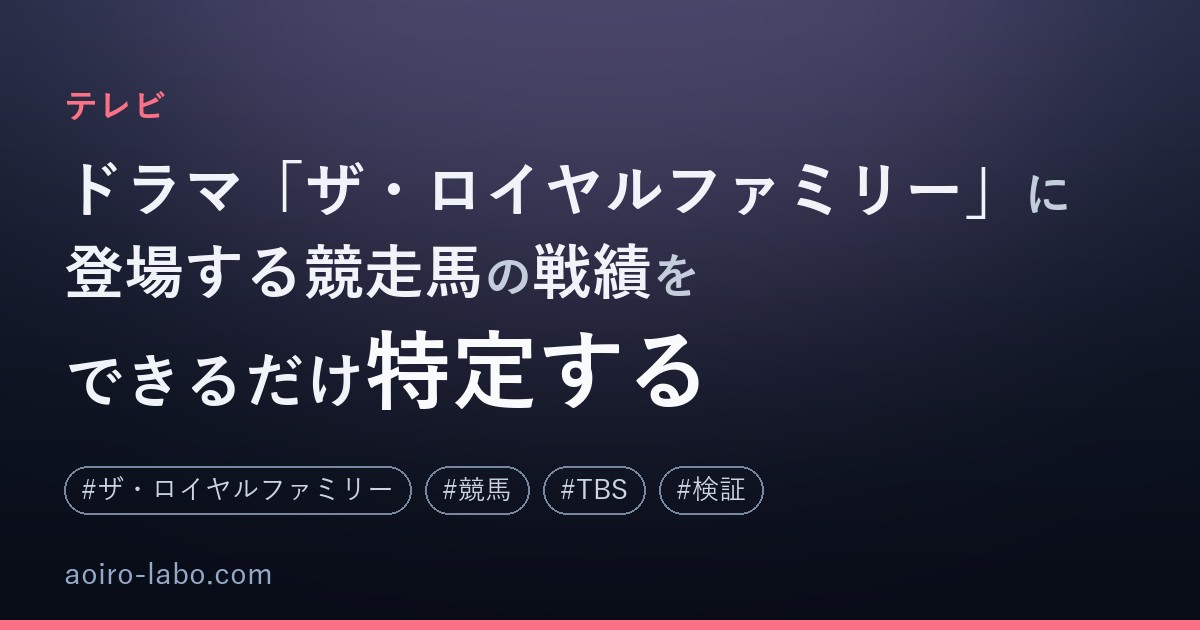 テレビ
ドラマ「ザ・ロイヤルファミリー」に
登場する競走馬の戦績を
できるだけ特定する
#ザ・ロイヤルファミリー #競馬 #TBS #検証
aoiro-labo.com